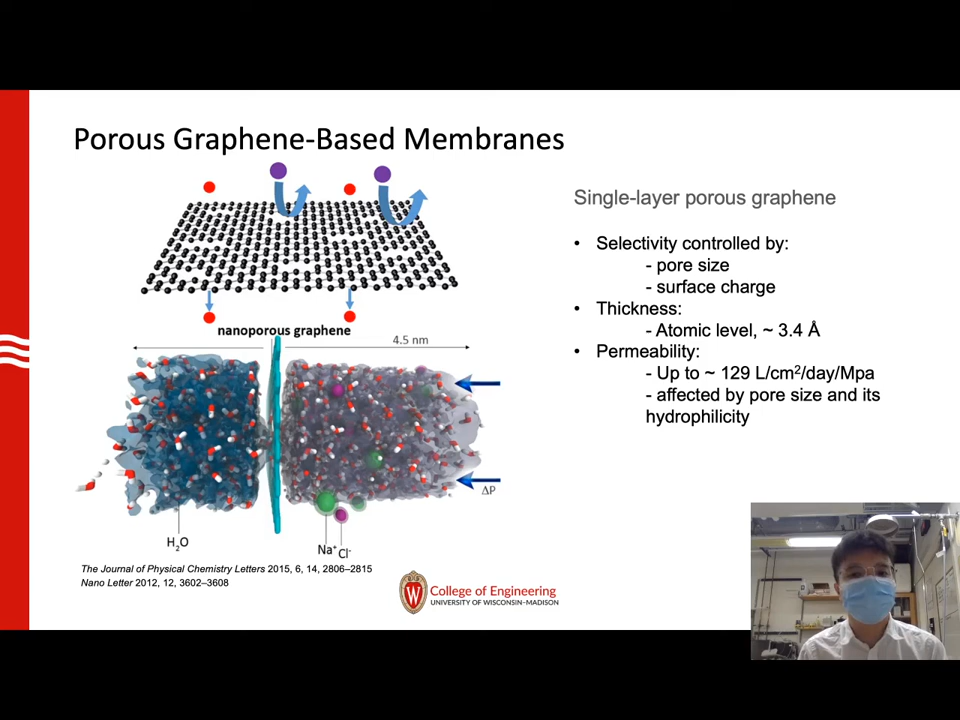 Porous Graphene-Based Membranes
Single-layer porous graphene
• Selectivity controlled by:
- pore size
- surface charge
• Thickness:
- Atomic level, ~ 3.4 Å
• Permeability:
- Up to ~ 129 L/cm²/day/Mpa
- affected by pore size and its
hydrophilicity
nanoporous graphene
4.5 nm
ΔP
H₂O
Na⁺ Cl⁻
The Journal of Physical Chemistry Letters 2015, 6, 14, 2806–2815
Nano Letter 2012, 12, 3602–3608
W
College of Engineering
UNIVERSITY OF WISCONSIN-MADISON